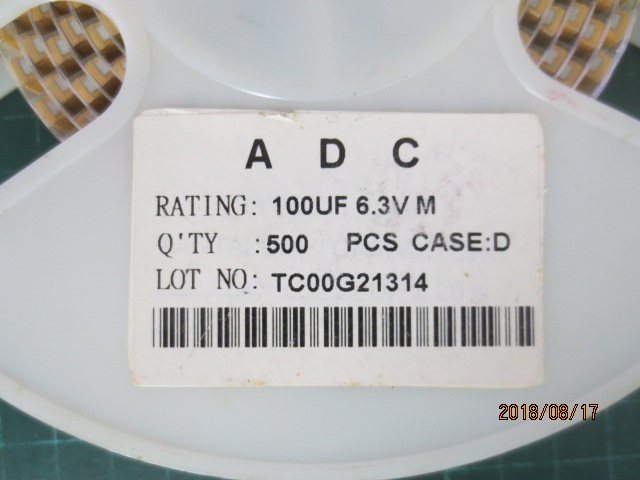 A D C
RATING: 100UF 6.3V M
Q'TY :500 PCS CASE:D
LOT NO: TC00G21314
2018/08/17